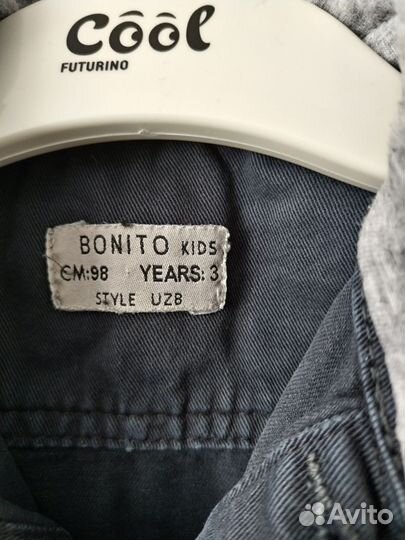 Cool
FUTURINO
BONITO KIDS
CM:98 YEARS: 3
STYLE UZB
Avito